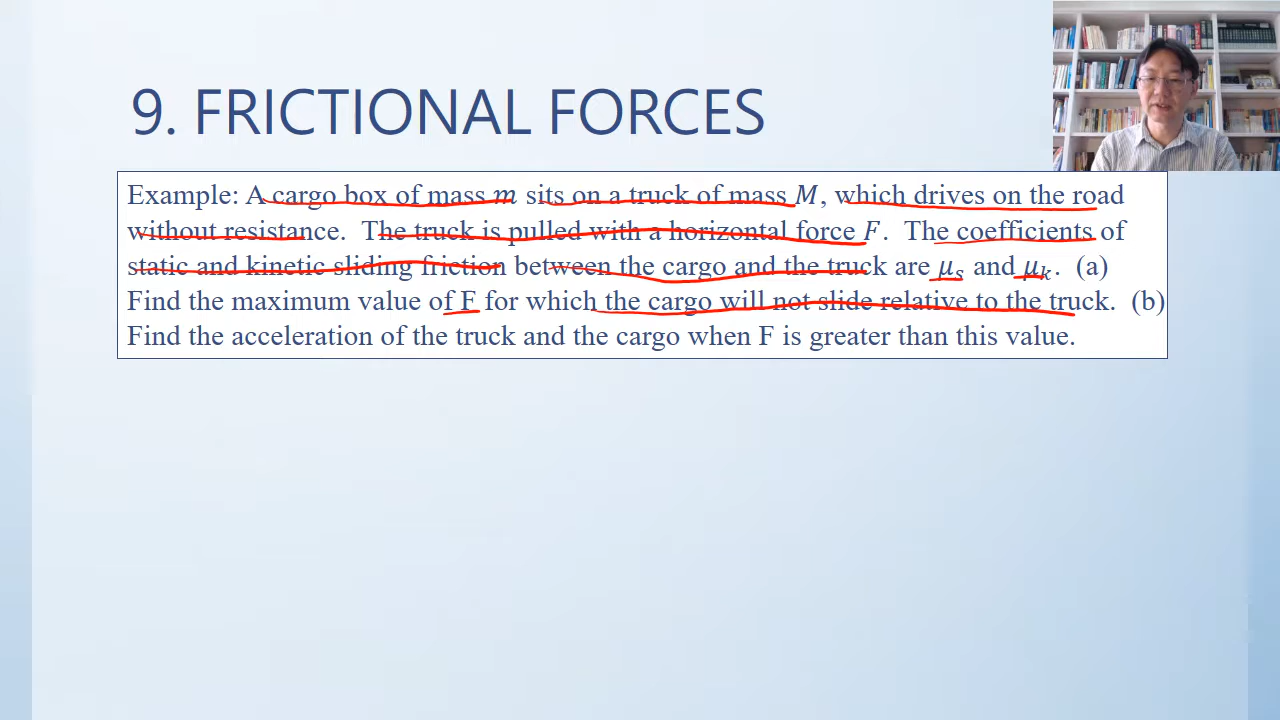 9. FRICTIONAL FORCES
Example: A cargo box of mass m sits on a truck of mass M, which drives on the road
without resistance. The truck is pulled with a horizontal force F. The coefficients of
static and kinetic sliding friction between the cargo and the truck are μₛ and μₖ. (a)
Find the maximum value of F for which the cargo will not slide relative to the truck. (b)
Find the acceleration of the truck and the cargo when F is greater than this value.